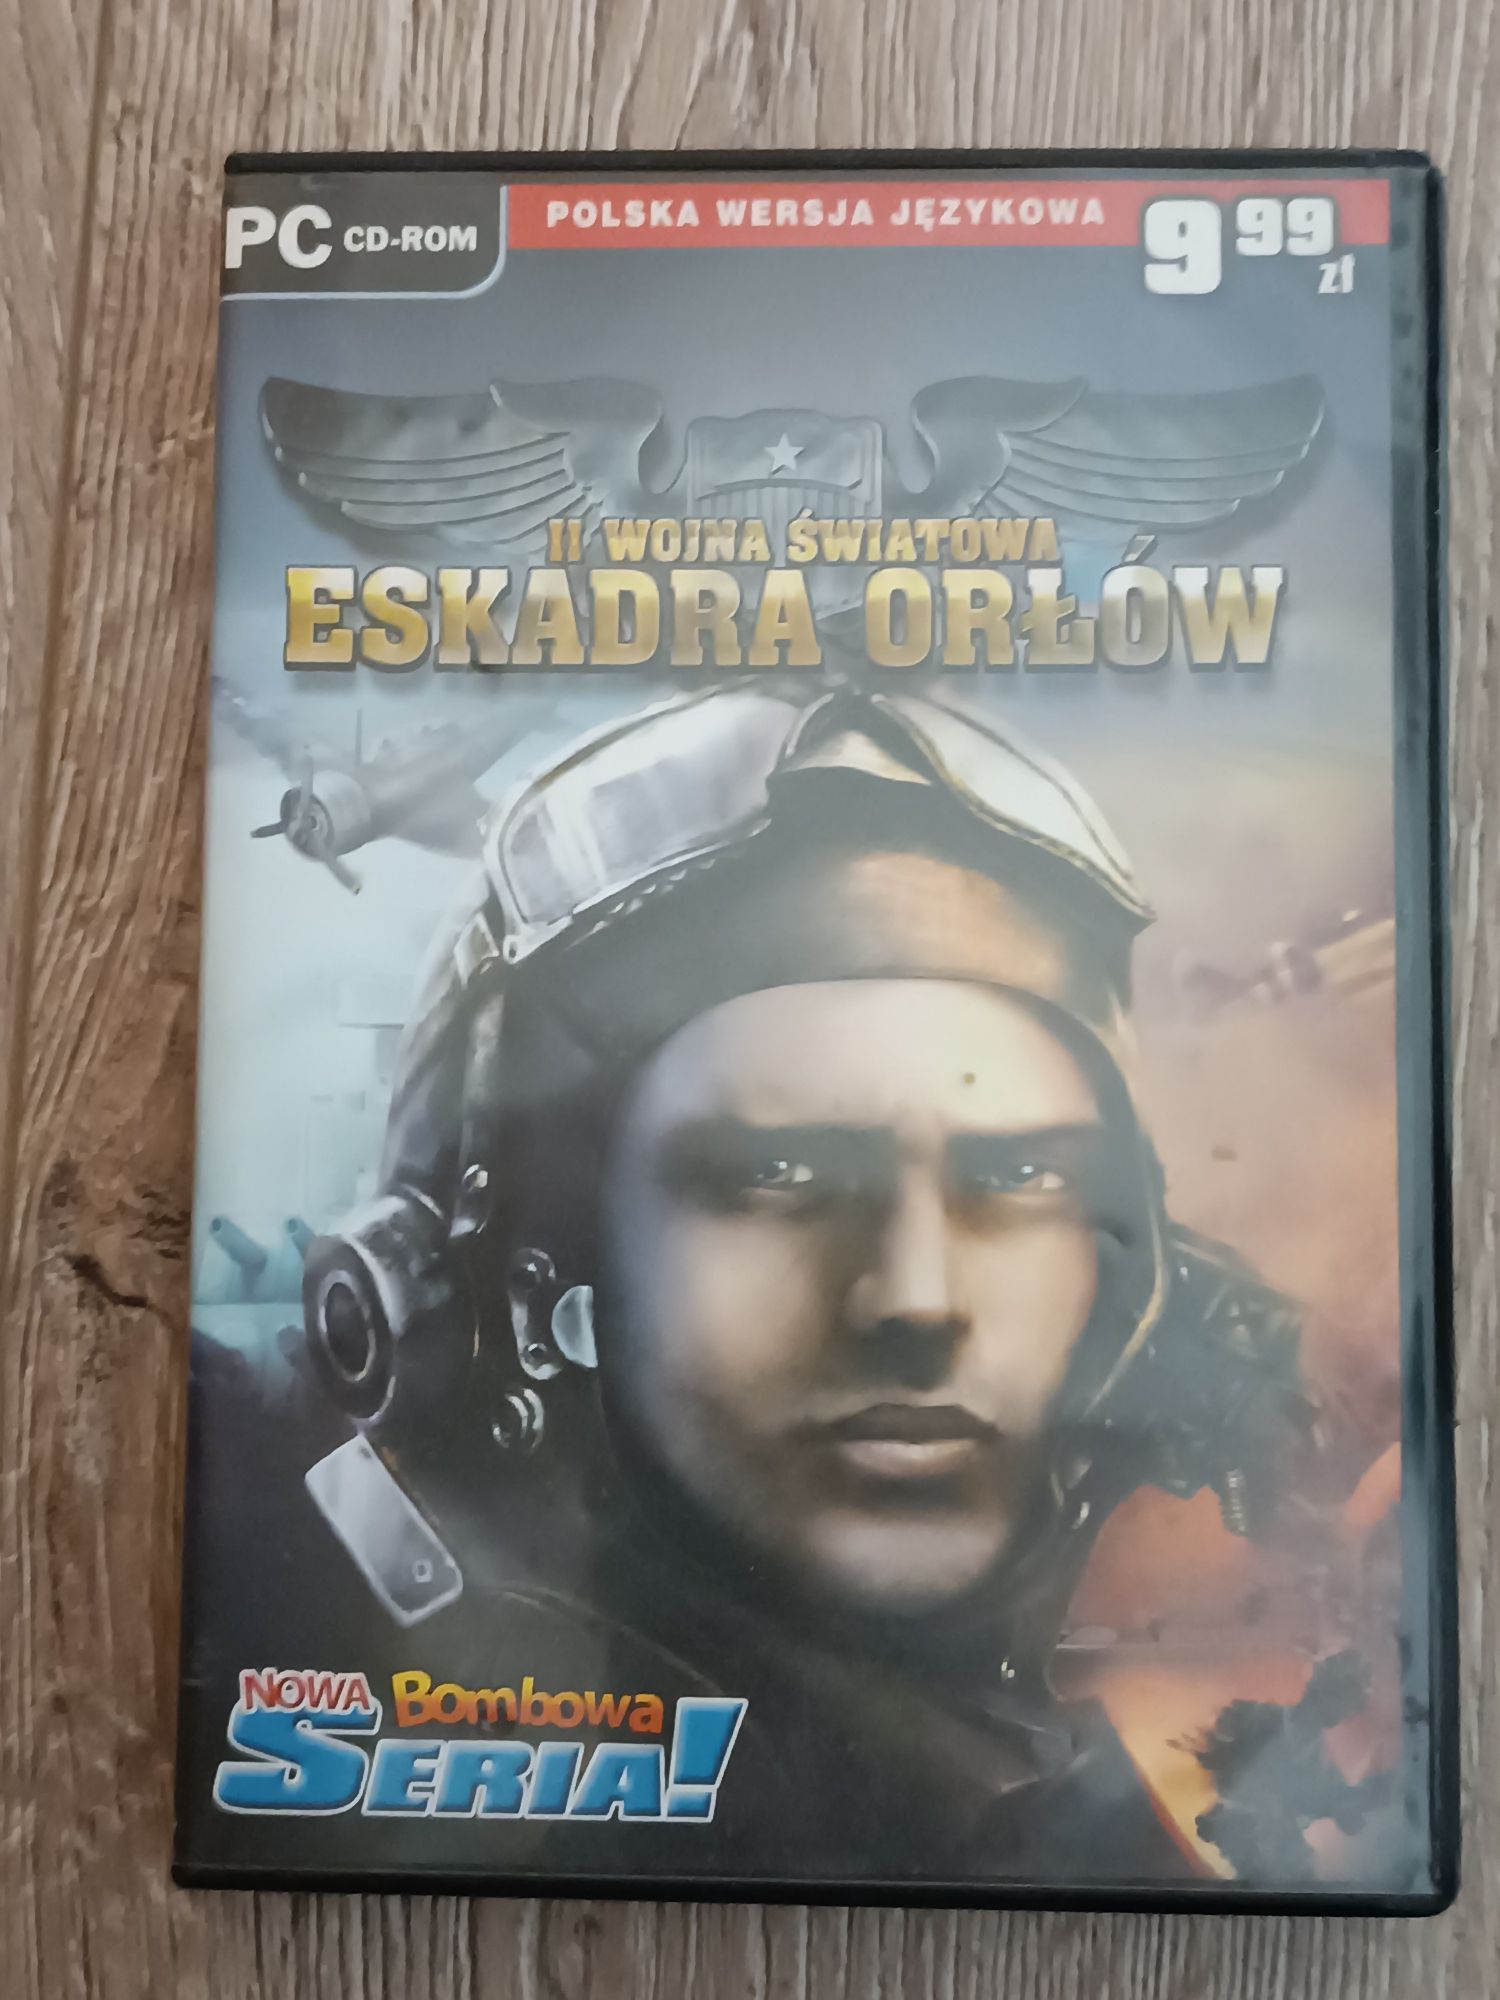 PC CD-ROM
POLSKA WERSJA JĘZYKOWA
9 99 zł
II WOJNA ŚWIATOWA
ESKADRA ORŁÓW
NOWA Bombowa
SERIA!